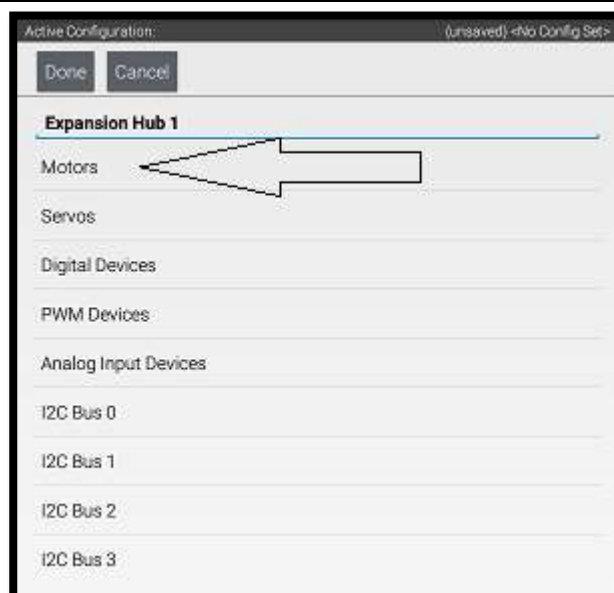 Active Configuration: (unsaved) <No Config Set>
Done Cancel
Expansion Hub 1
Motors
Servos
Digital Devices
PWM Devices
Analog Input Devices
I2C Bus 0
I2C Bus 1
I2C Bus 2
I2C Bus 3